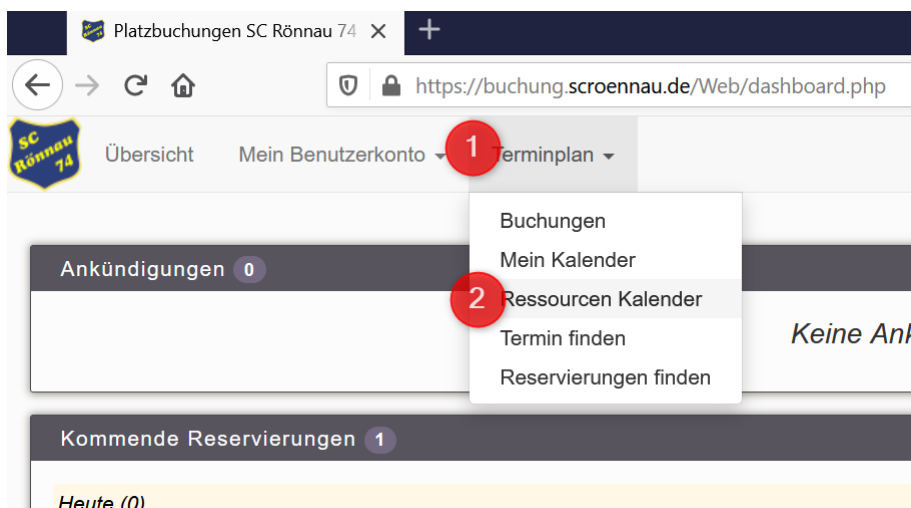 Platzbuchungen SC Rönnau 74
https://buchung.scroennau.de/Web/dashboard.php
SC
Rönnau
74
Übersicht Mein Benutzerkonto 1 Terminplan
Buchungen
Mein Kalender
2 Ressourcen Kalender
Termin finden
Reservierungen finden
Ankündigungen 0
Keine
Kommende Reservierungen 1
Heute (0)